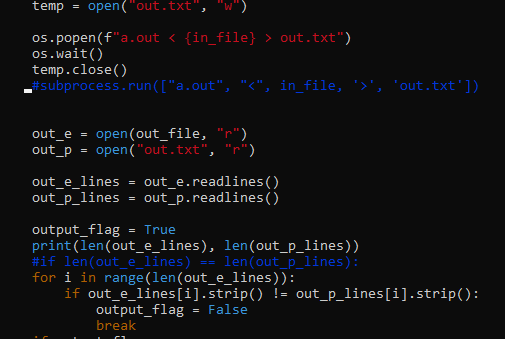 temp = open("out.txt", "w")
os.popen(f"a.out < {in_file} > out.txt")
os.wait()
temp.close()
#subprocess.run(["a.out", "<", in_file, '>', 'out.txt'])
out_e = open(out_file, "r")
out_p = open("out.txt", "r")
out_e_lines = out_e.readlines()
out_p_lines = out_p.readlines()
output_flag = True
print(len(out_e_lines), len(out_p_lines))
#if len(out_e_lines) == len(out_p_lines):
for i in range(len(out_e_lines)):
    if out_e_lines[i].strip() != out_p_lines[i].strip():
        output_flag = False
        break